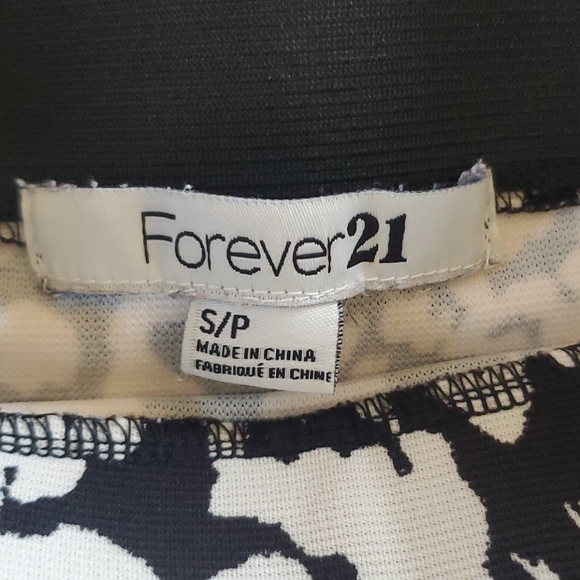 Forever21
S/P
MADE IN CHINA
FABRIQUÉ EN CHINE